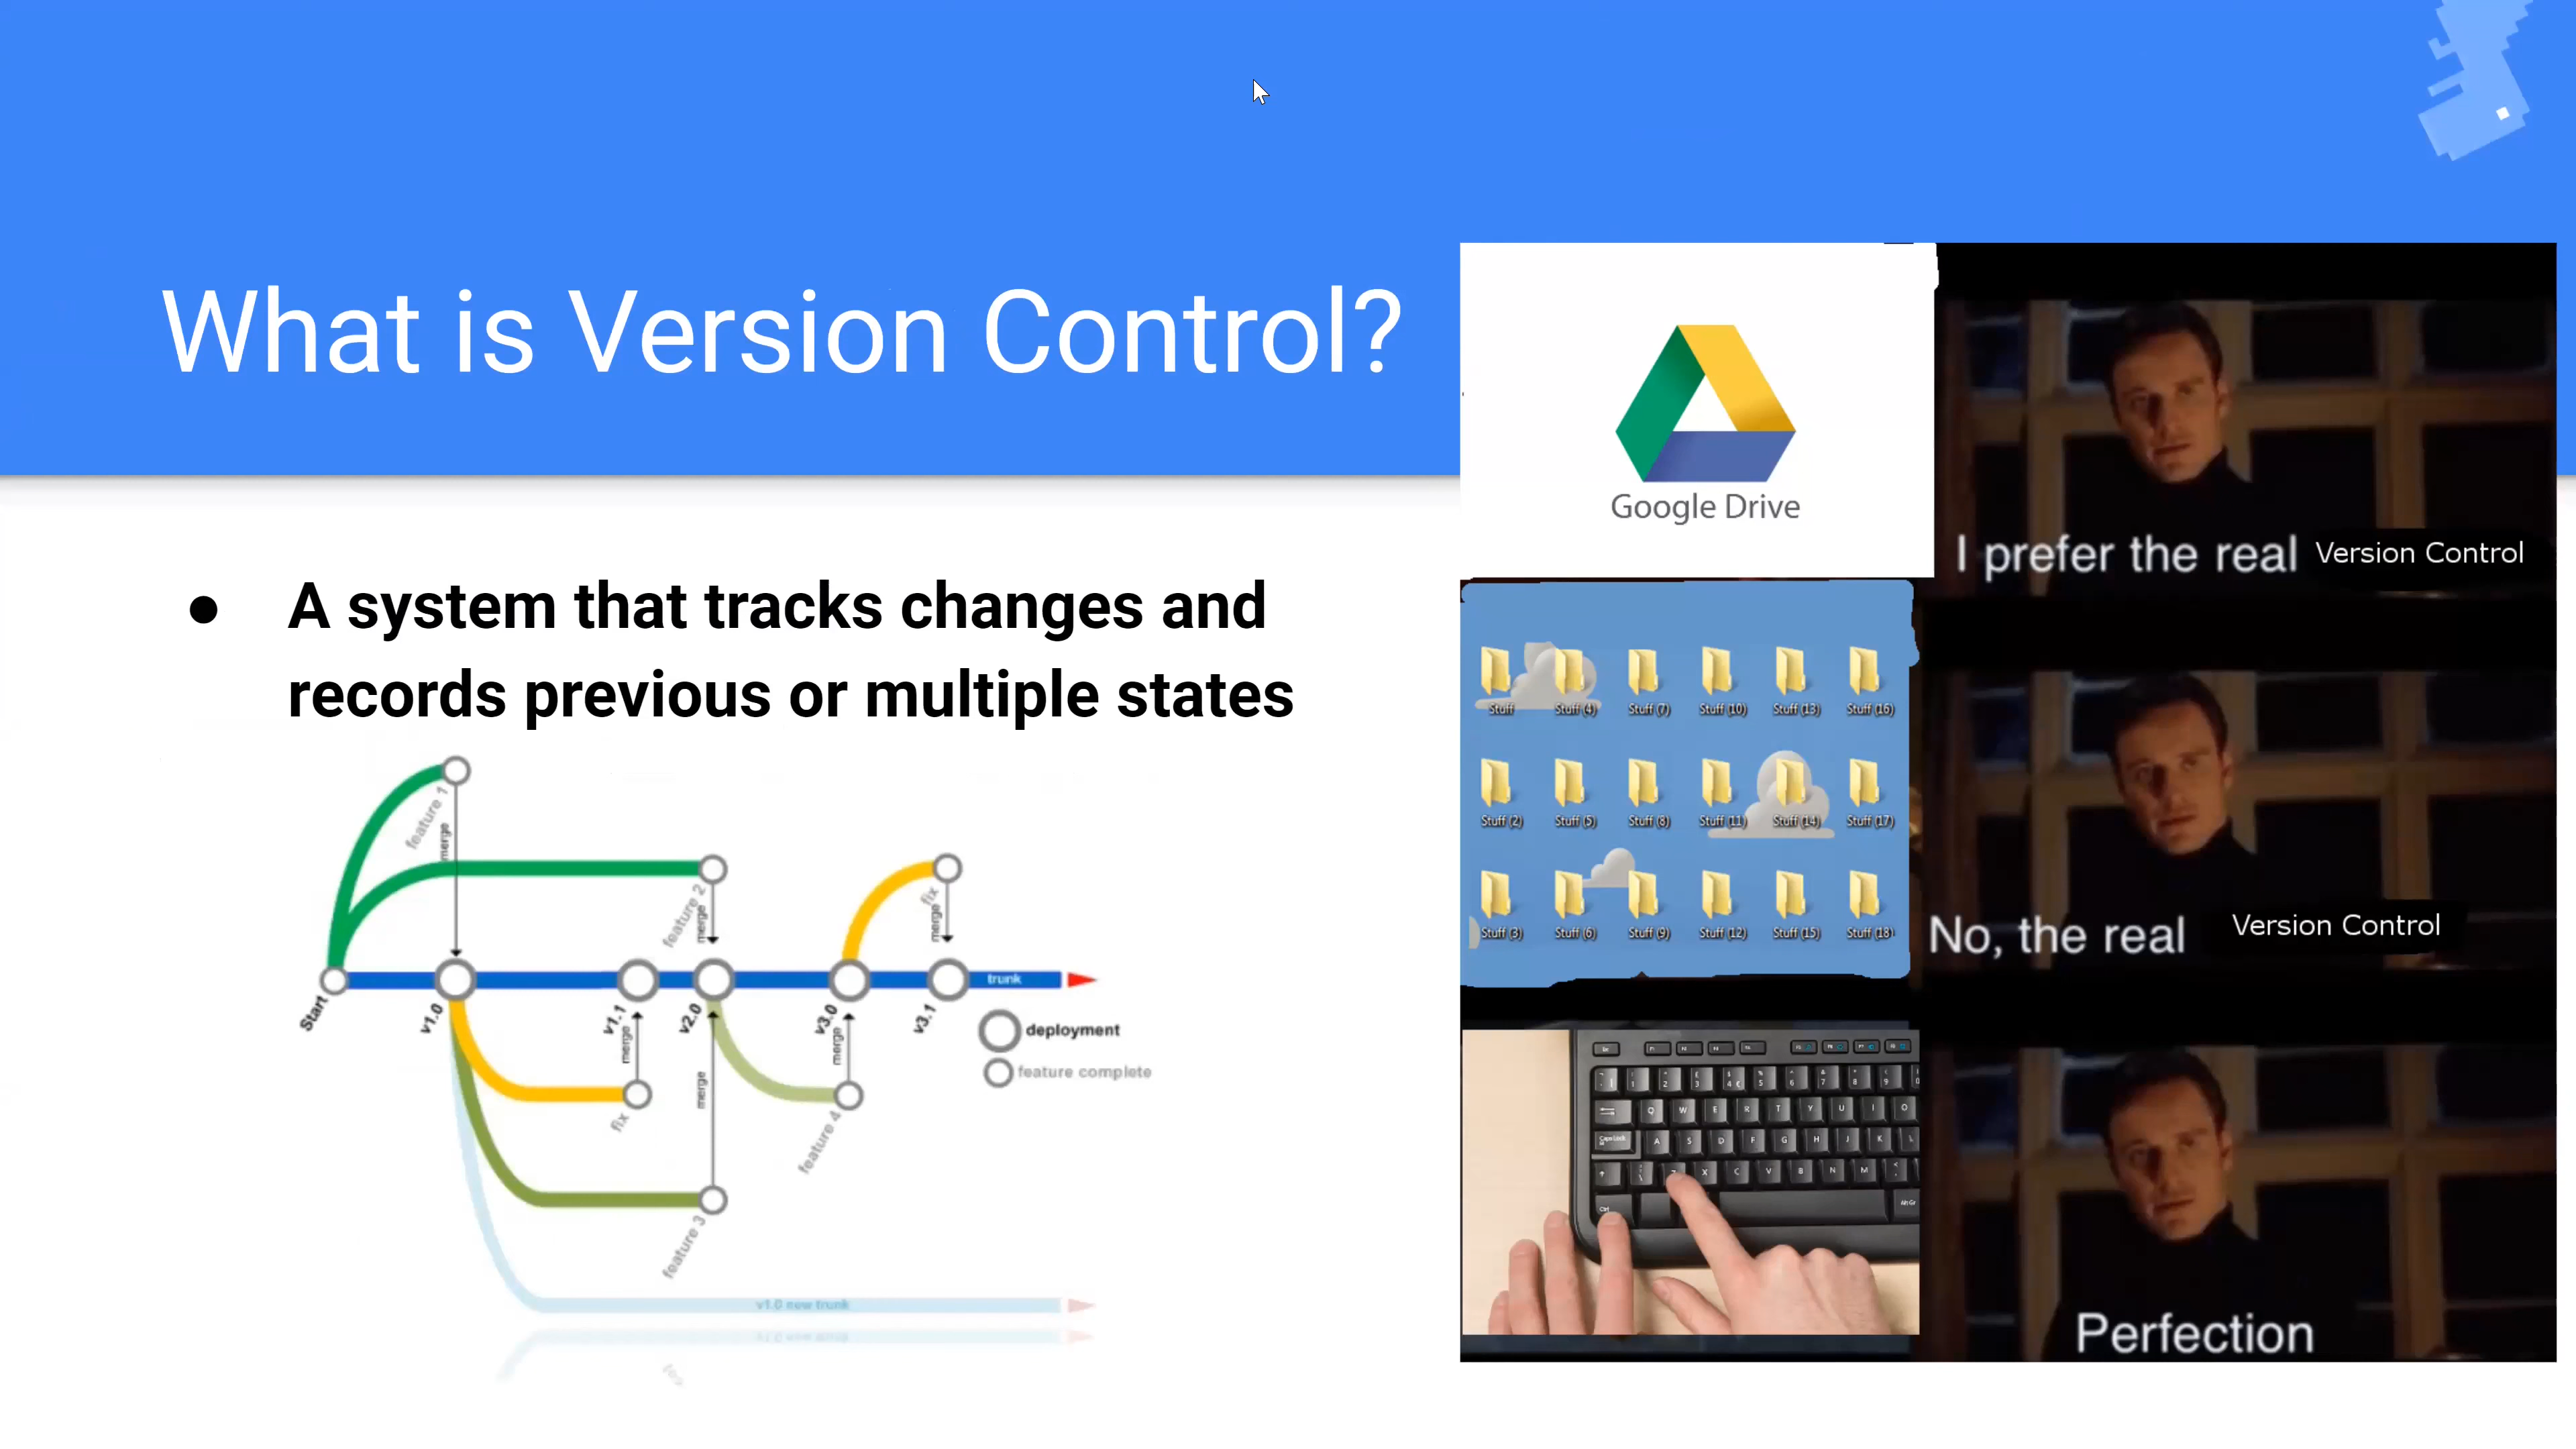 What is Version Control?
● A system that tracks changes and
records previous or multiple states
feature 1
merge
feature 2
merge
fix
merge
Start
v1.0
v1.1
v2.0
v3.0
v3.1
trunk
merge
merge
merge
deployment
feature complete
fix
feature 4
feature 3
v1.0 new trunk
Google Drive
I prefer the real Version Control
Stuff Stuff (4) Stuff (7) Stuff (10) Stuff (13) Stuff (16)
Stuff (2) Stuff (5) Stuff (8) Stuff (11) Stuff (14) Stuff (17)
Stuff (3) Stuff (6) Stuff (9) Stuff (12) Stuff (15) Stuff (18)
No, the real Version Control
Q W E R T Y U I O
Caps Lock A S D F G H J K L
X C V B N M
Ctrl Alt Gr
Perfection